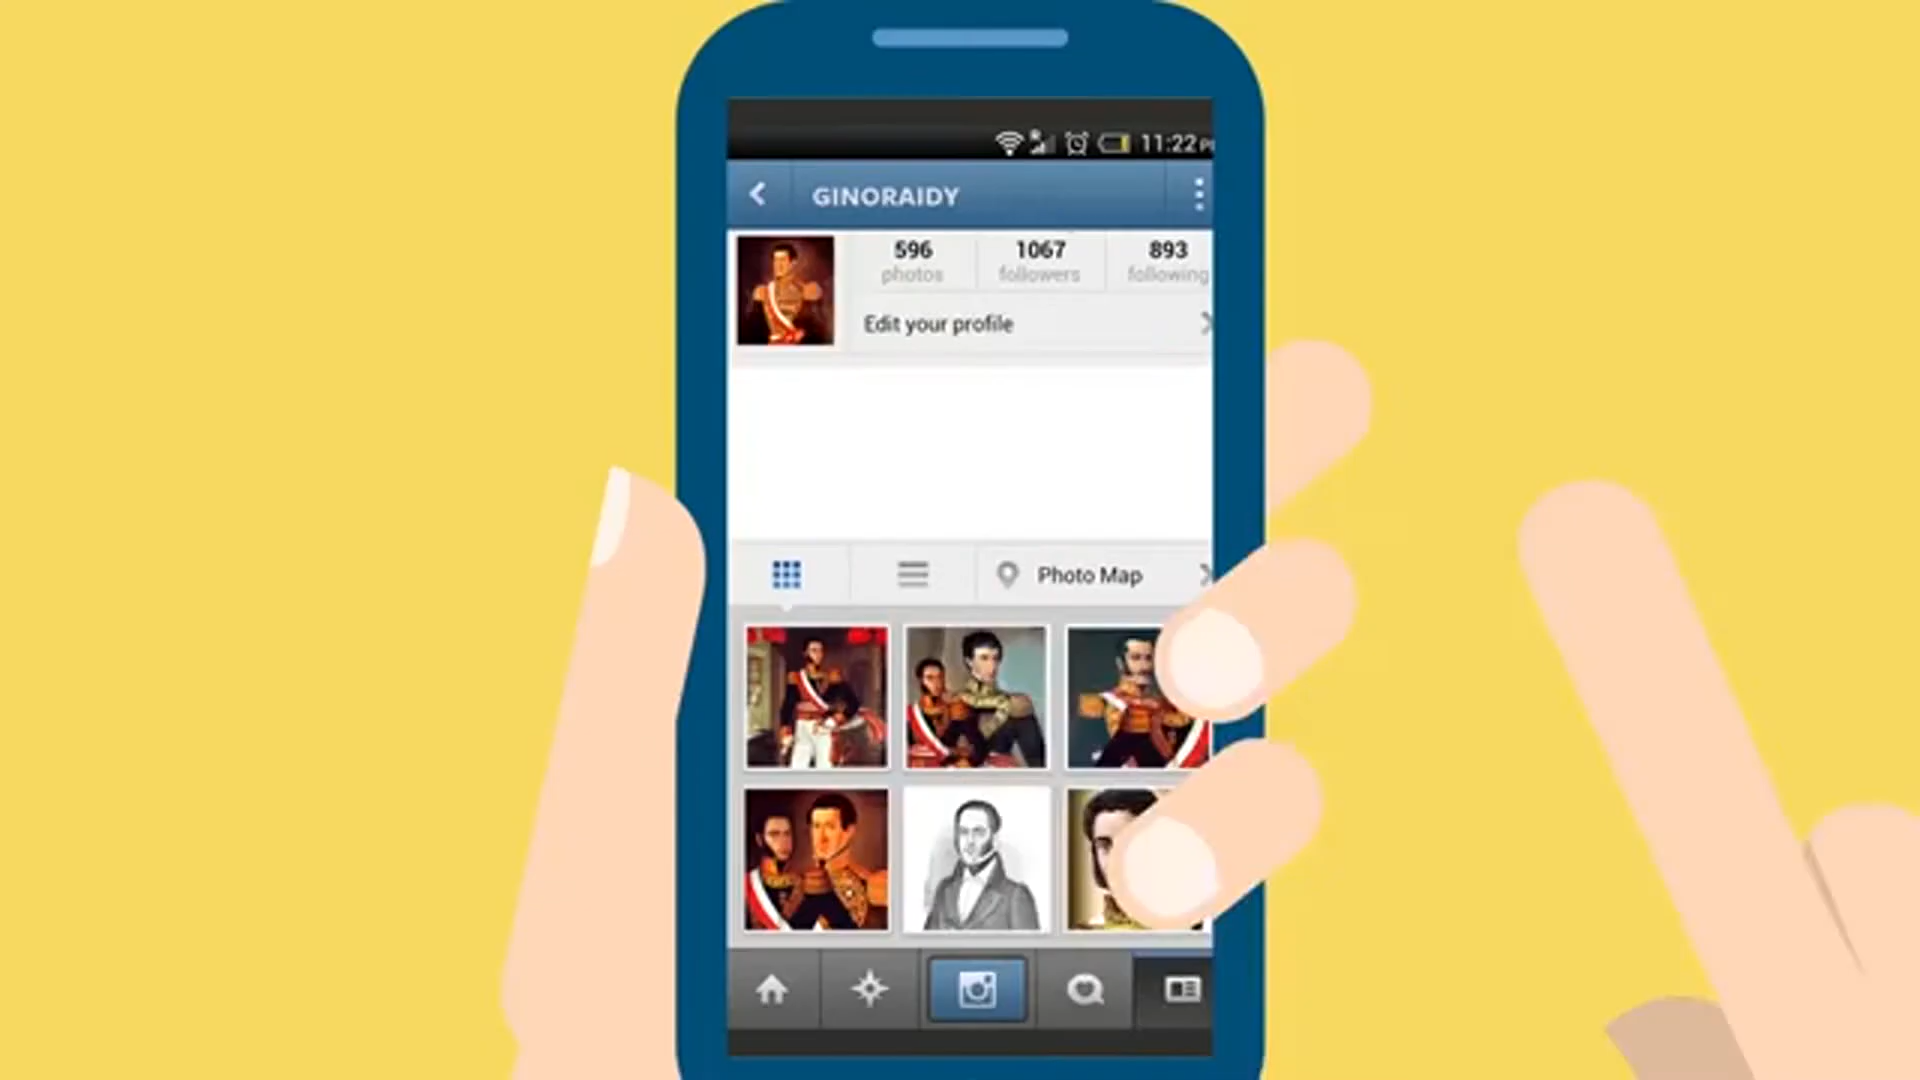 11:22
GINORAIDY
596 1067 893
photos followers following
Edit your profile
Photo Map